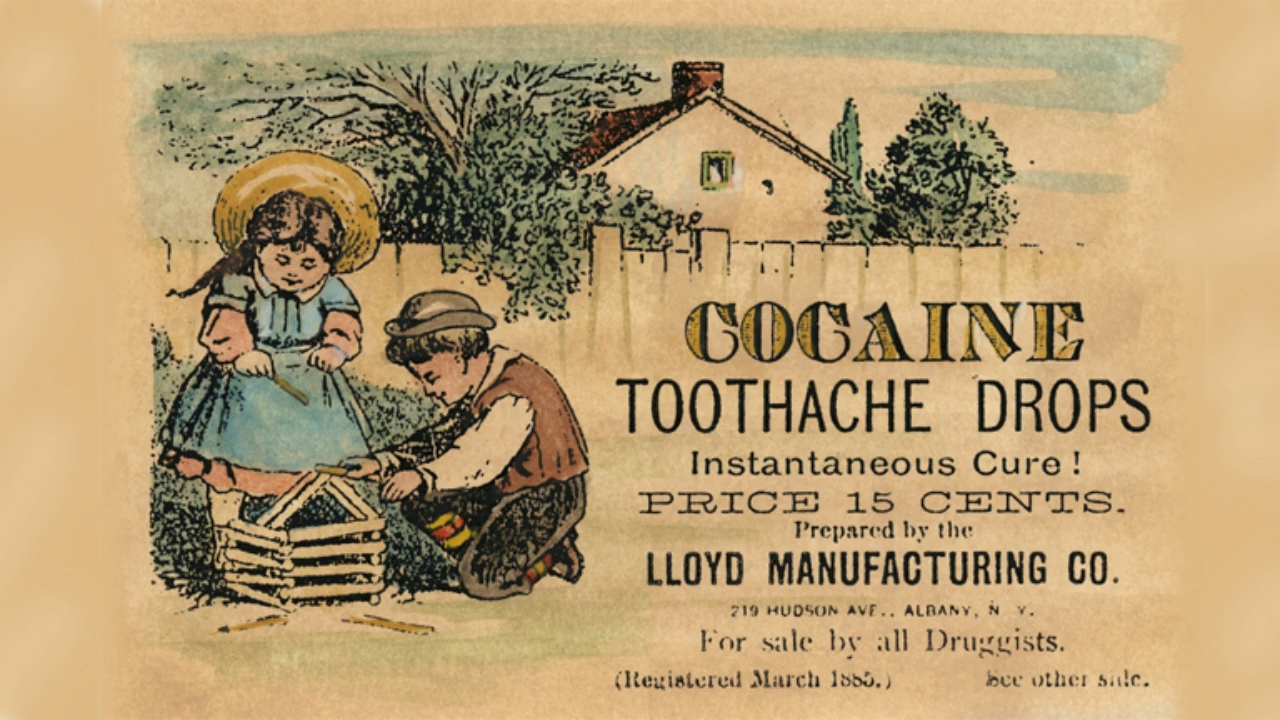 COCAINE
TOOTHACHE DROPS
Instantaneous Cure!
PRICE 15 CENTS.
Prepared by the
LLOYD MANUFACTURING CO.
219 HUDSON AVE., ALBANY, N. Y.
For sale by all Druggists.
(Registered March 1885.) See other side.